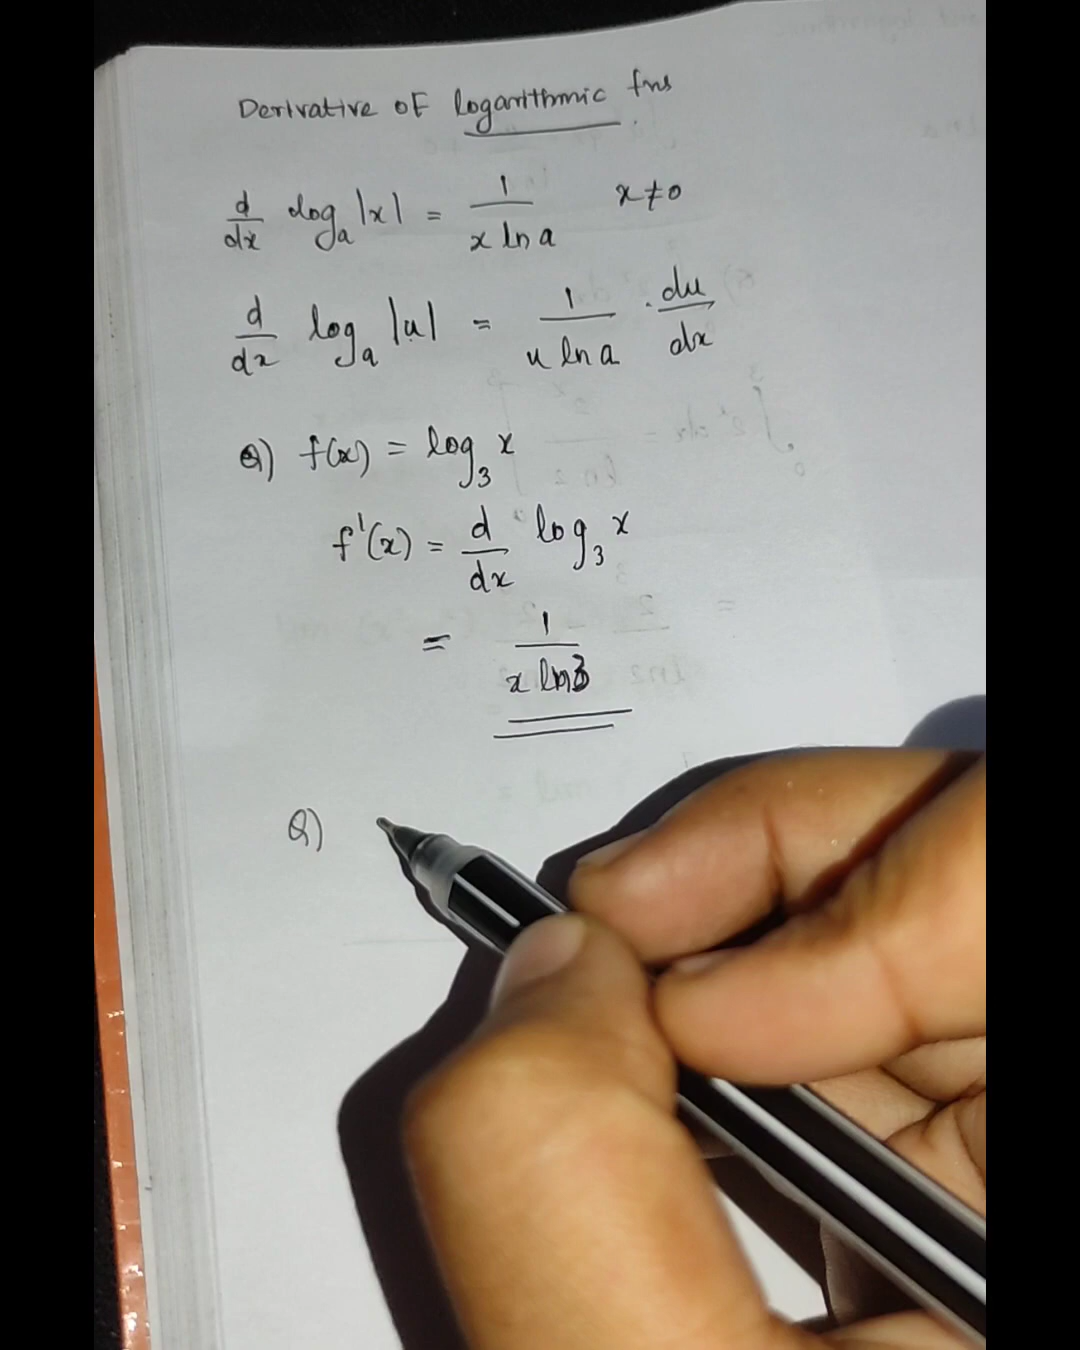 Derivative of logarithmic fns
d/dx log_a |x| = 1/(x ln a) x≠0
d/dx log_a |u| = 1/(u ln a) . du/dx
Q) f(x) = log_3 x
f'(x) = d/dx log_3 x
= 1/(x ln3)
Q)